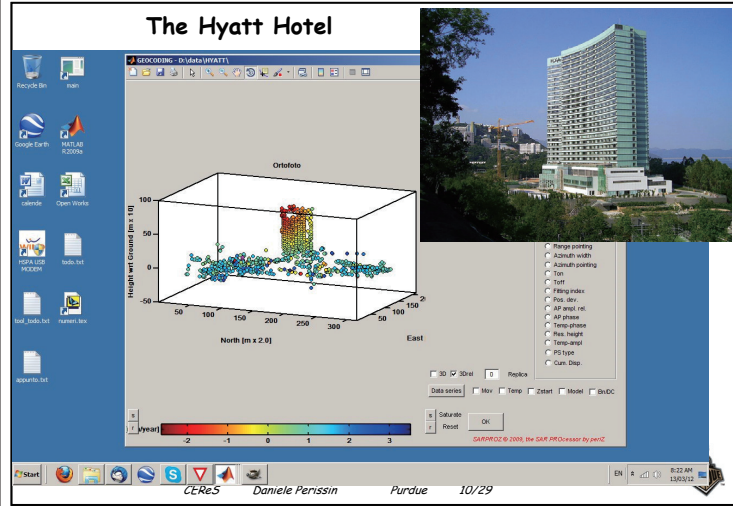 The Hyatt Hotel
Recycle Bin
main
Google Earth
MATLAB R2009a
calende
Open Works
HSPA USB MODEM
todo.txt
tool_todo.txt
numeri.tex
appunto.txt
GEOCODING - D:\data\HYATT\
Ortofoto
Height wrt Ground [m x 10]
100
50
0
-50
50
100
150
200
250
300
North [m x 2.0]
50
100
150
2
East
Range pointing
Azimuth width
Azimuth pointing
Ton
Toff
Fitting index
Pos. dev.
AP ampl. rel.
AP phase
Temp-phase
Res. height
Temp-ampl
PS type
Cum. Disp.
3D
3Drel
0
Replica
Data series
Mov
Temp
Zstart
Model
Bn/DC
s
r
/year]
-2
-1
0
1
2
3
s
Saturate
r
Reset
OK
SARPROZ © 2009, the SAR PROcessor by periZ.
Start
EN
8:22 AM
13/03/12
CEReS Daniele Perissin Purdue 10/29